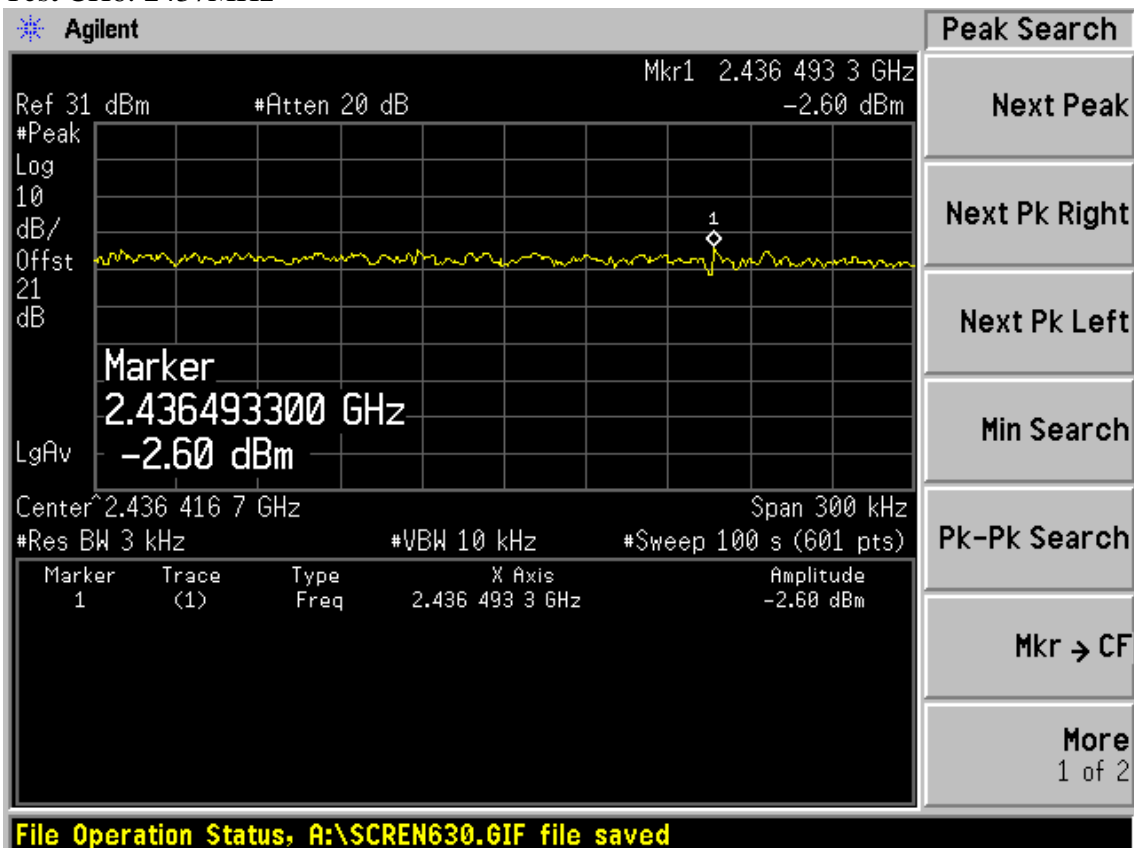 Agilent
Peak Search
Mkr1 2.436 493 3 GHz
Ref 31 dBm #Atten 20 dB -2.60 dBm
#Peak
Log
10
dB/
Offst
21
dB
1
Marker
2.436493300 GHz
-2.60 dBm
LgAv
Center^2.436 416 7 GHz Span 300 kHz
#Res BW 3 kHz #VBW 10 kHz #Sweep 100 s (601 pts)
Marker Trace Type X Axis Amplitude
1 (1) Freq 2.436 493 3 GHz -2.60 dBm
Next Peak
Next Pk Right
Next Pk Left
Min Search
Pk-Pk Search
Mkr → CF
More
1 of 2
File Operation Status, A:\SCREN630.GIF file saved